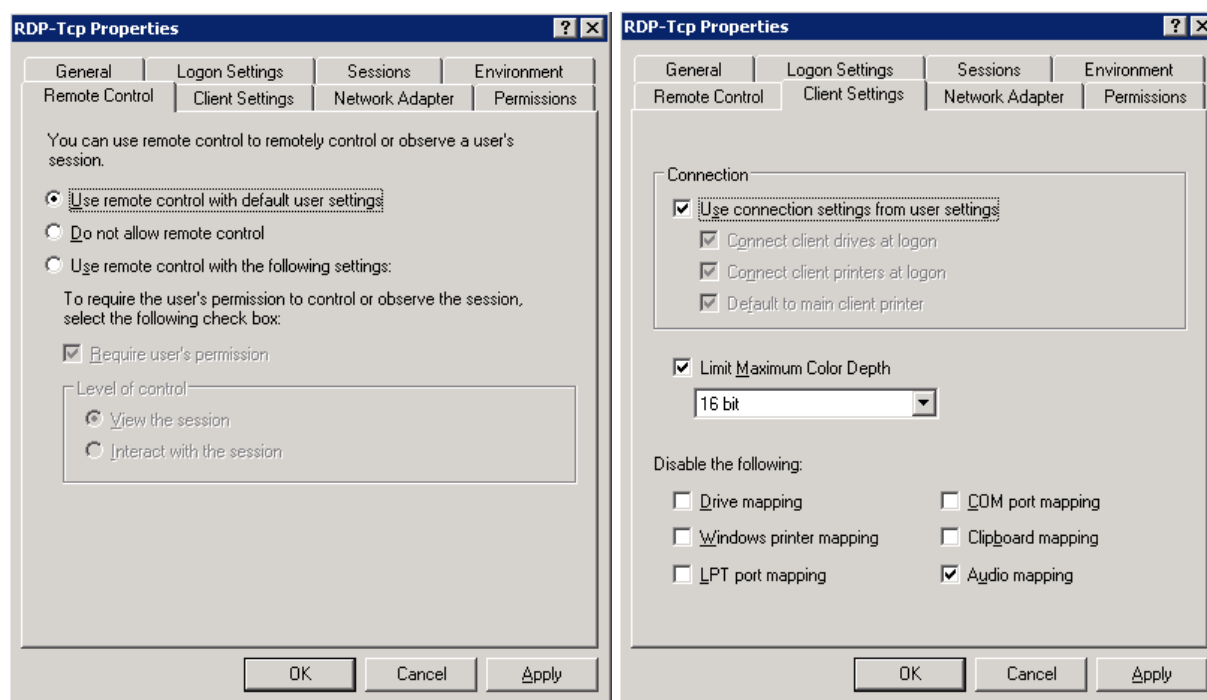 RDP-Tcp Properties
General Logon Settings Sessions Environment
Remote Control Client Settings Network Adapter Permissions
You can use remote control to remotely control or observe a user's
session.
Use remote control with default user settings
Do not allow remote control
Use remote control with the following settings:
To require the user's permission to control or observe the session,
select the following check box:
Require user's permission
Level of control
View the session
Interact with the session
OK Cancel Apply
RDP-Tcp Properties
General Logon Settings Sessions Environment
Remote Control Client Settings Network Adapter Permissions
Connection
Use connection settings from user settings
Connect client drives at logon
Connect client printers at logon
Default to main client printer
Limit Maximum Color Depth
16 bit
Disable the following:
Drive mapping COM port mapping
Windows printer mapping Clipboard mapping
LPT port mapping Audio mapping
OK Cancel Apply